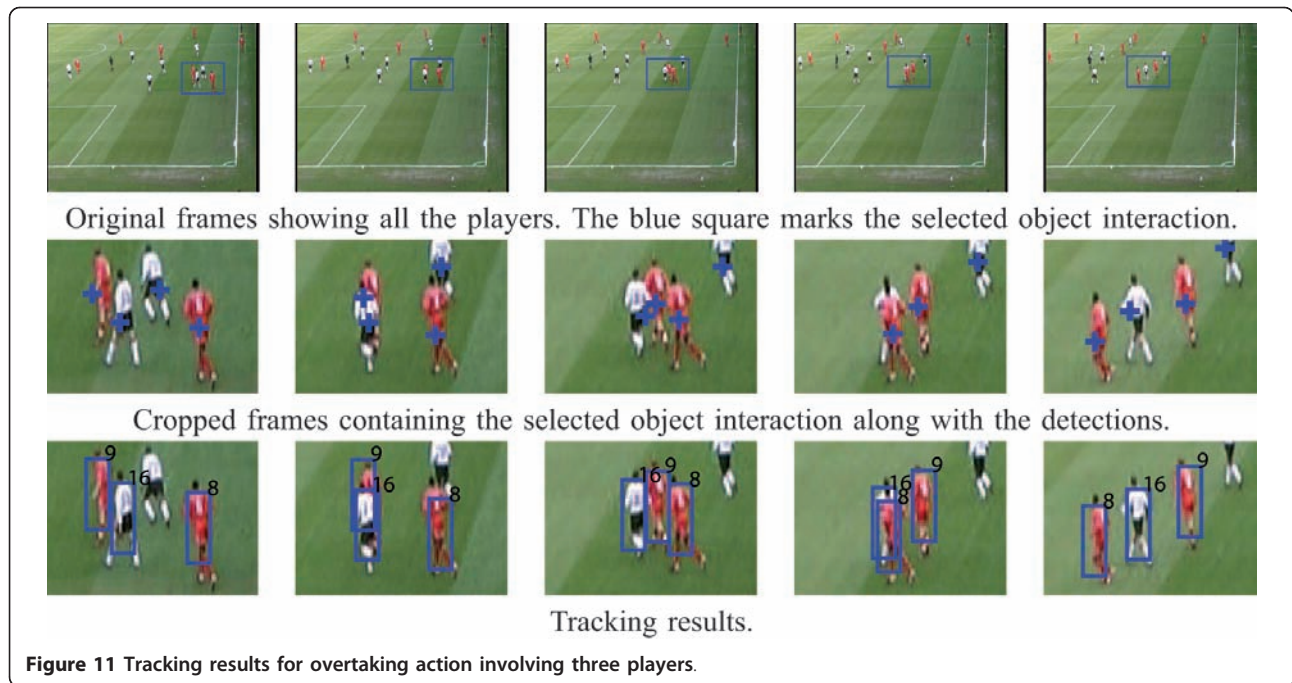 Original frames showing all the players. The blue square marks the selected object interaction.
Cropped frames containing the selected object interaction along with the detections.
9 16 8
9 16 8
16 9 8
16 8 9
8 16 9
Tracking results.
Figure 11 Tracking results for overtaking action involving three players.